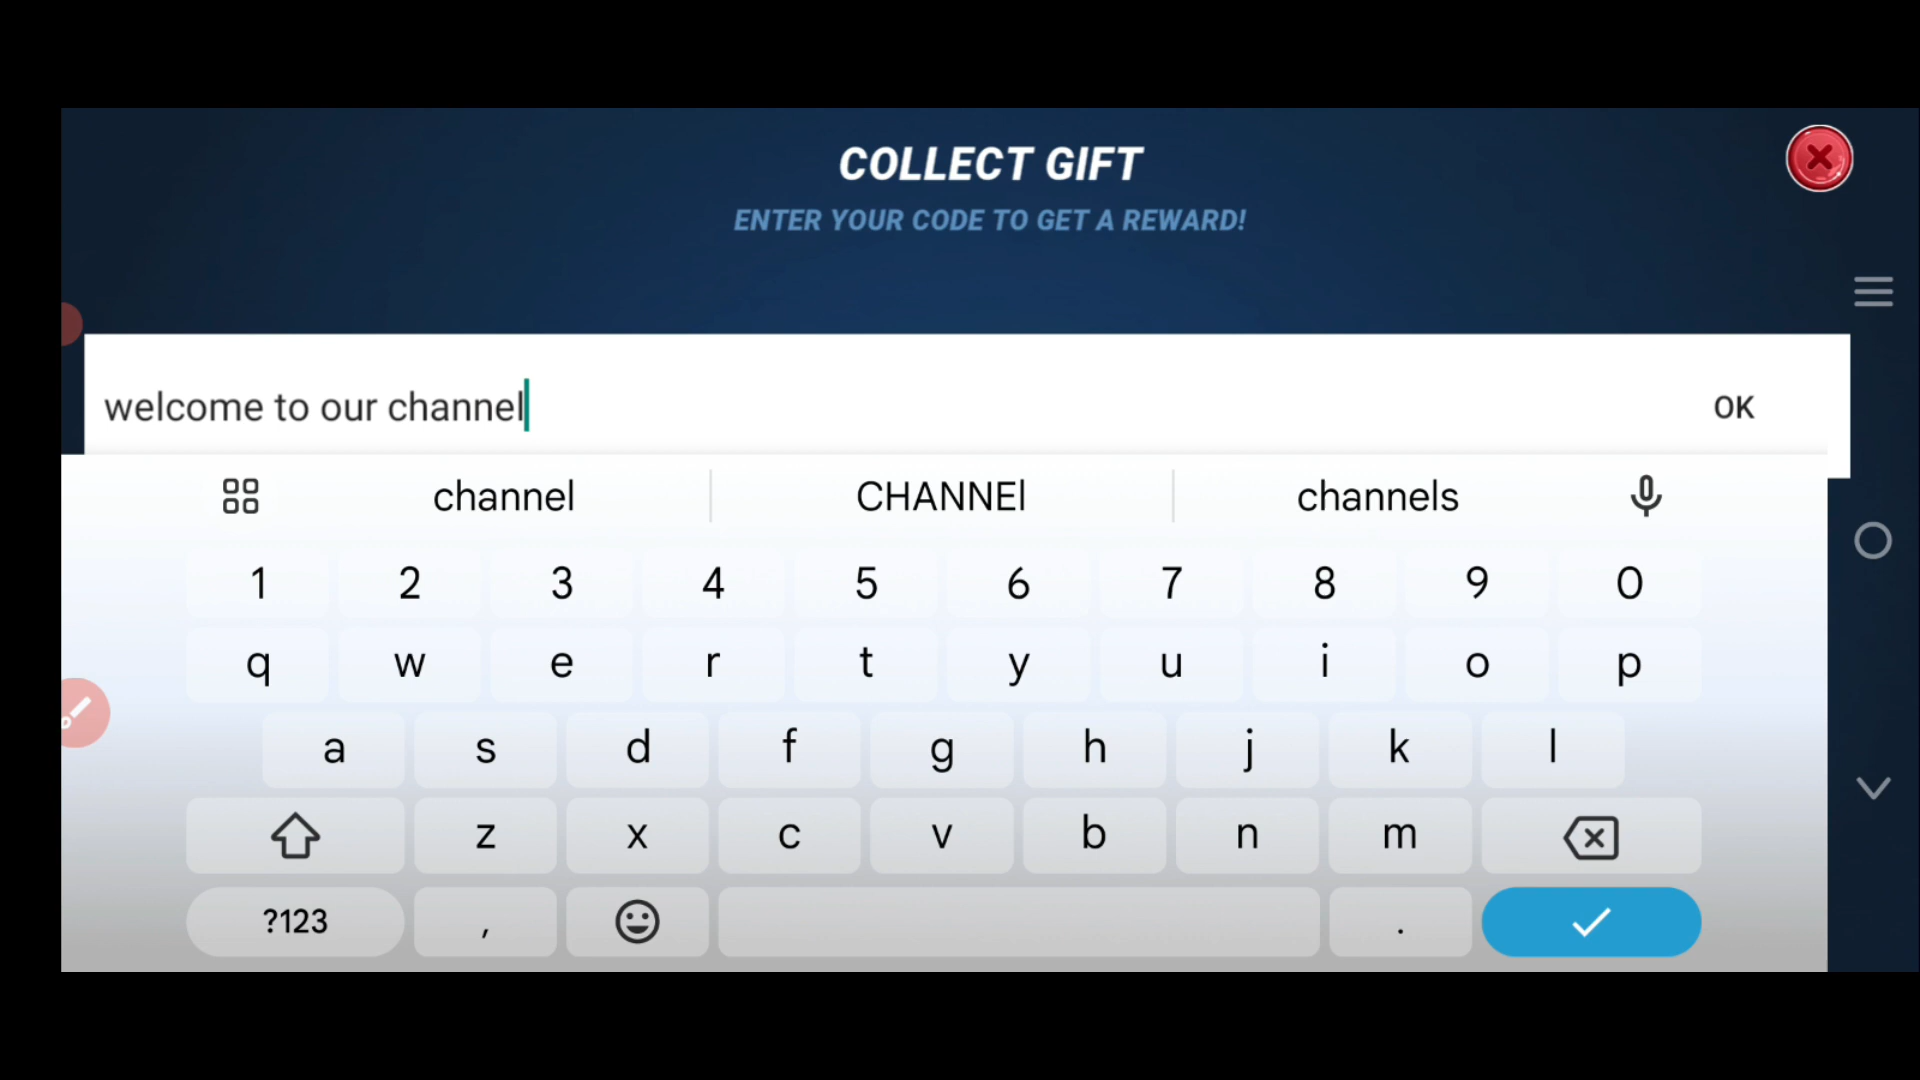 COLLECT GIFT
ENTER YOUR CODE TO GET A REWARD!
welcome to our channel
OK
channel CHANNEl channels
1 2 3 4 5 6 7 8 9 0
q w e r t y u i o p
a s d f g h j k l
z x c v b n m
?123 , .